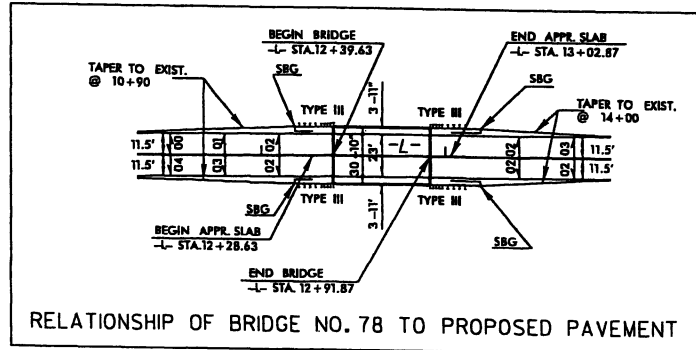 BEGIN BRIDGE
-L- STA.12+39.63
END APPR. SLAB
-L- STA. 13+02.87
TAPER TO EXIST.
@ 10+90
SBG
SBG
TAPER TO EXIST.
@ 14+00
TYPE III
3'-11"
TYPE III
11.5'
00
01
02
-L-
02
03
11.5'
30'-10"
23'
11.5'
04
03
02
02
02
11.5'
SBG
TYPE III
3'-11"
TYPE III
SBG
BEGIN APPR. SLAB
-L- STA.12+28.63
END BRIDGE
-L- STA. 12+91.87
RELATIONSHIP OF BRIDGE NO. 78 TO PROPOSED PAVEMENT